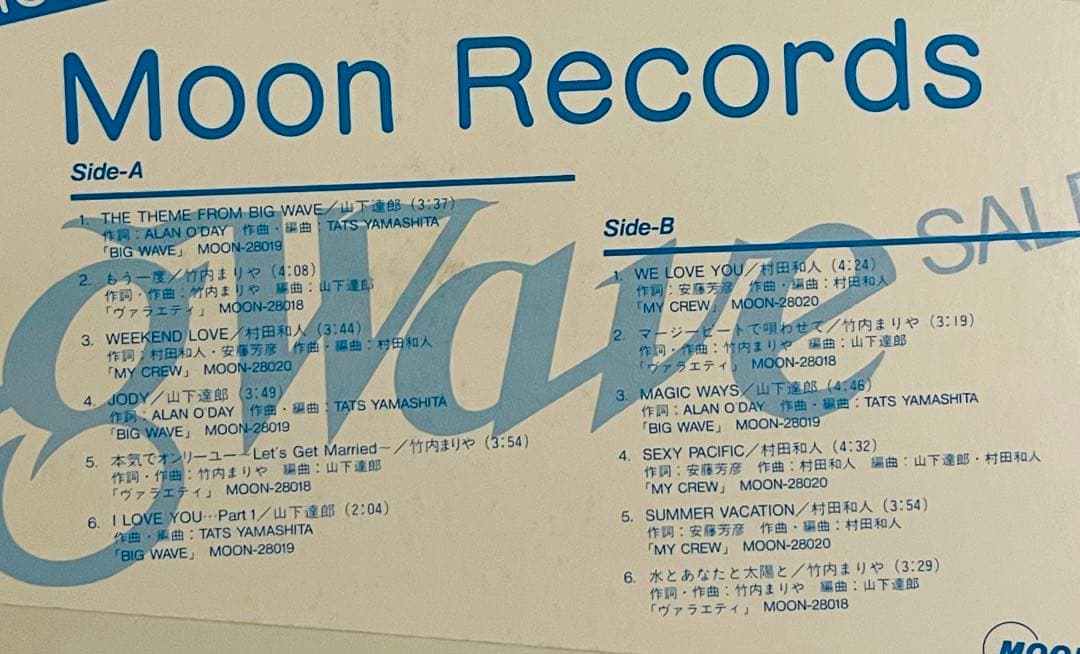 Moon Records
Side-A
1. THE THEME FROM BIG WAVE／山下達郎 (3:37)
作詞：ALAN O'DAY 作曲・編曲：TATS YAMASHITA
「BIG WAVE」 MOON-28019
2. もう一度／竹内まりや (4:08)
作詞・作曲：竹内まりや 編曲：山下達郎
「ヴァラエティ」 MOON-28018
3. WEEKEND LOVE／村田和人 (3:44)
作詞：村田和人・安藤芳彦 作曲・編曲：村田和人
「MY CREW」 MOON-28020
4. JODY／山下達郎 (3:49)
作詞：ALAN O'DAY 作曲・編曲：TATS YAMASHITA
「BIG WAVE」 MOON-28019
5. 本気でオンリーユー―Let's Get Married―／竹内まりや (3:54)
作詞・作曲：竹内まりや 編曲：山下達郎
「ヴァラエティ」 MOON-28018
6. I LOVE YOU…Part 1／山下達郎 (2:04)
作曲・編曲：TATS YAMASHITA
「BIG WAVE」 MOON-28019
Side-B
1. WE LOVE YOU／村田和人 (4:24)
作詞：安藤芳彦 作曲・編曲：村田和人
「MY CREW」 MOON-28020
2. マージービートで唄わせて／竹内まりや (3:19)
作詞・作曲：竹内まりや 編曲：山下達郎
「ヴァラエティ」 MOON-28018
3. MAGIC WAYS／山下達郎 (4:46)
作詞：ALAN O'DAY 作曲・編曲：TATS YAMASHITA
「BIG WAVE」 MOON-28019
4. SEXY PACIFIC／村田和人 (4:32)
作詞：安藤芳彦 作曲：村田和人 編曲：山下達郎・村田和人
「MY CREW」 MOON-28020
5. SUMMER VACATION／村田和人 (3:54)
作詞：安藤芳彦 作曲・編曲：村田和人
「MY CREW」 MOON-28020
6. 水とあなたと太陽と／竹内まりや (3:29)
作詞・作曲：竹内まりや 編曲：山下達郎
「ヴァラエティ」 MOON-28018
g Wave SALE
MOON